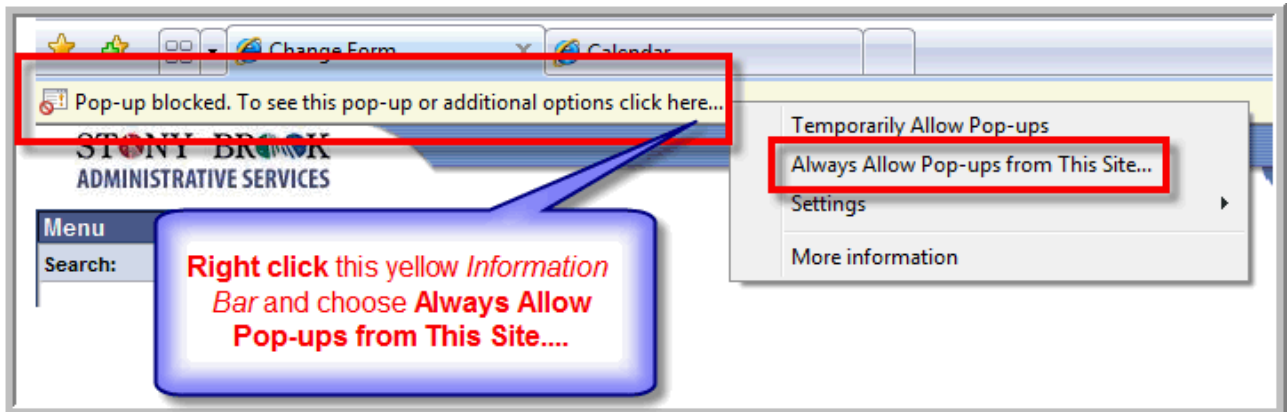 Change Form
Calendar
Pop-up blocked. To see this pop-up or additional options click here...
STONY BROOK
ADMINISTRATIVE SERVICES
Menu
Search:
Temporarily Allow Pop-ups
Always Allow Pop-ups from This Site...
Settings
More information
Right click this yellow Information
Bar and choose Always Allow
Pop-ups from This Site....